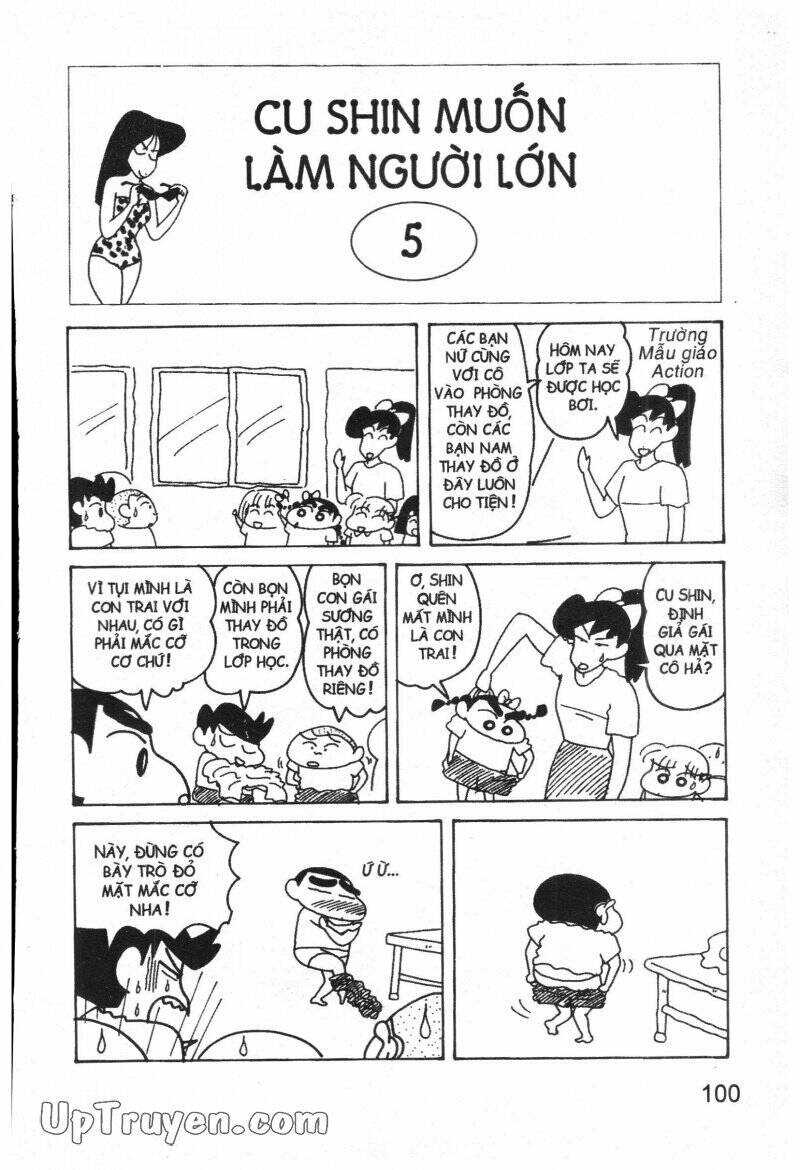 CU SHIN MUỐN
LÀM NGƯỜI LỚN
5
Trường
Mẫu giáo
Action
HÔM NAY
LỚP TA SẼ
ĐƯỢC HỌC
BƠI.
CÁC BẠN
NỮ CÙNG
VỚI CÔ
VÀO PHÒNG
THAY ĐỒ,
CÒN CÁC
BẠN NAM
THAY ĐỒ Ở
ĐÂY LUÔN
CHO TIỆN!
CU SHIN,
ĐỊNH
GIẢ GÁI
QUA MẶT
CÔ HẢ?
Ơ, SHIN
QUÊN
MẤT MÌNH
LÀ CON
TRAI!
BỌN
CON GÁI
SƯỚNG
THẬT, CÓ
PHÒNG
THAY ĐỒ
RIÊNG!
CÒN BỌN
MÌNH PHẢI
THAY ĐỒ
TRONG
LỚP HỌC.
VÌ TỤI MÌNH LÀ
CON TRAI VỚI
NHAU, CÓ GÌ
PHẢI MẮC CỠ
CƠ CHỨ!
Ứ Ừ...
NÀY, ĐỪNG CÓ
BÀY TRÒ ĐỎ
MẶT MẮC CỠ
NHA!
100
UpTruyen.com